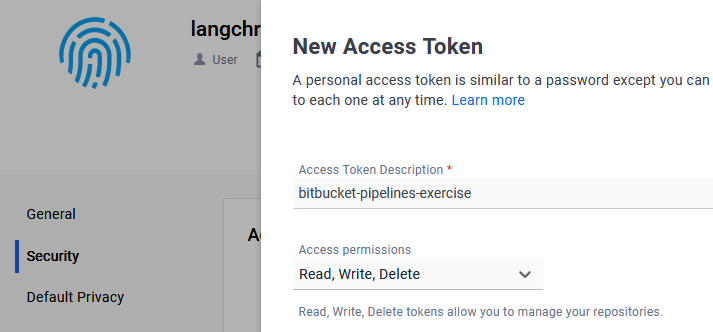 langchr
User
General
Security
Default Privacy
New Access Token
A personal access token is similar to a password except you can
to each one at any time. Learn more
Access Token Description *
bitbucket-pipelines-exercise
Access permissions
Read, Write, Delete
Read, Write, Delete tokens allow you to manage your repositories.